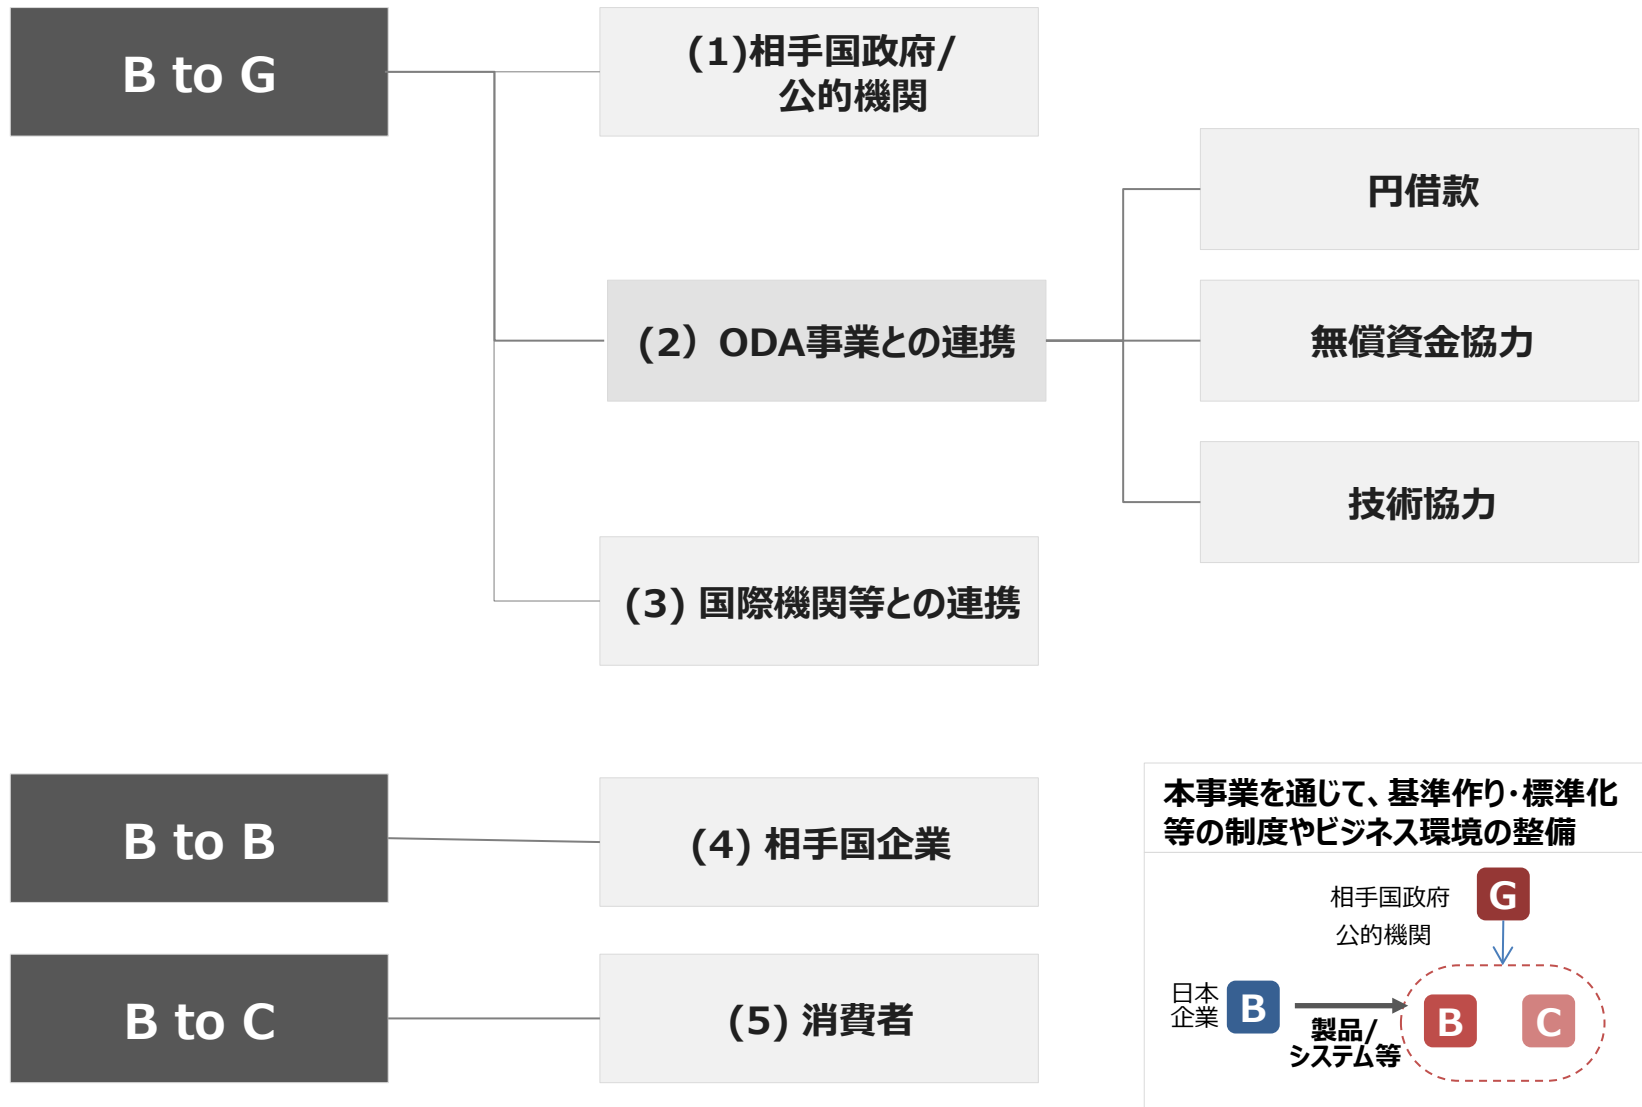 B to G
(1)相手国政府/
公的機関
円借款
(2）ODA事業との連携
無償資金協力
技術協力
(3) 国際機関等との連携
B to B
(4) 相手国企業
B to C
(5) 消費者
本事業を通じて、基準作り・標準化
等の制度やビジネス環境の整備
相手国政府
公的機関
G
日本
企業
B
製品/
システム等
B
C